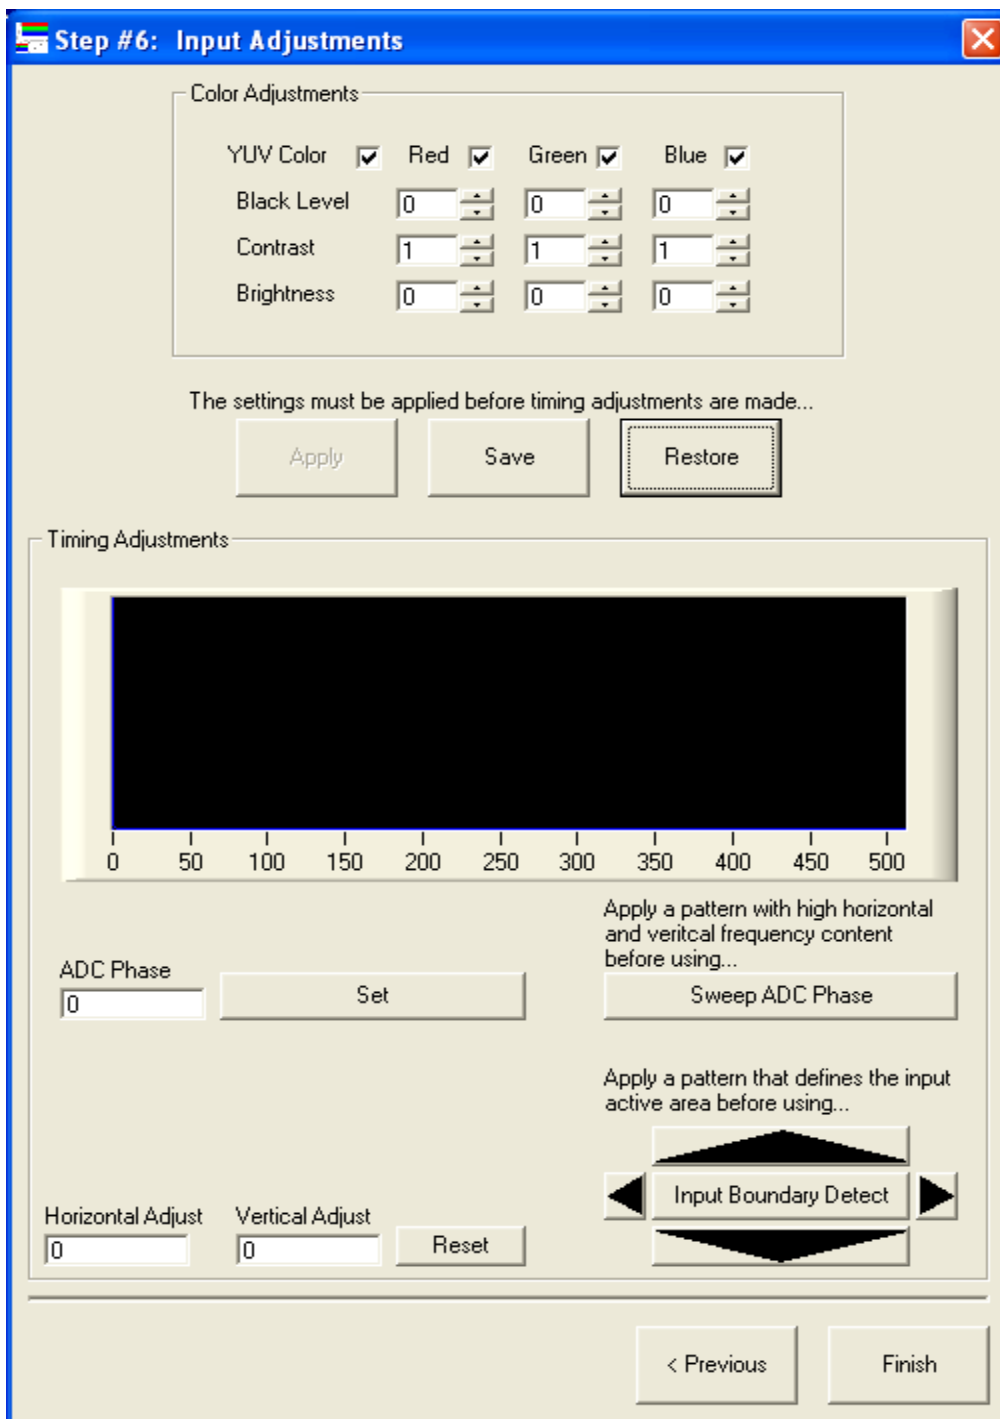 Step #6: Input Adjustments
Color Adjustments
YUV Color Red Green Blue
Black Level 0 0 0
Contrast 1 1 1
Brightness 0 0 0
The settings must be applied before timing adjustments are made...
Apply Save Restore
Timing Adjustments
0 50 100 150 200 250 300 350 400 450 500
Apply a pattern with high horizontal
and veritcal frequency content
before using...
ADC Phase
0 Set Sweep ADC Phase
Apply a pattern that defines the input
active area before using...
Input Boundary Detect
Horizontal Adjust Vertical Adjust
0 0 Reset
< Previous Finish